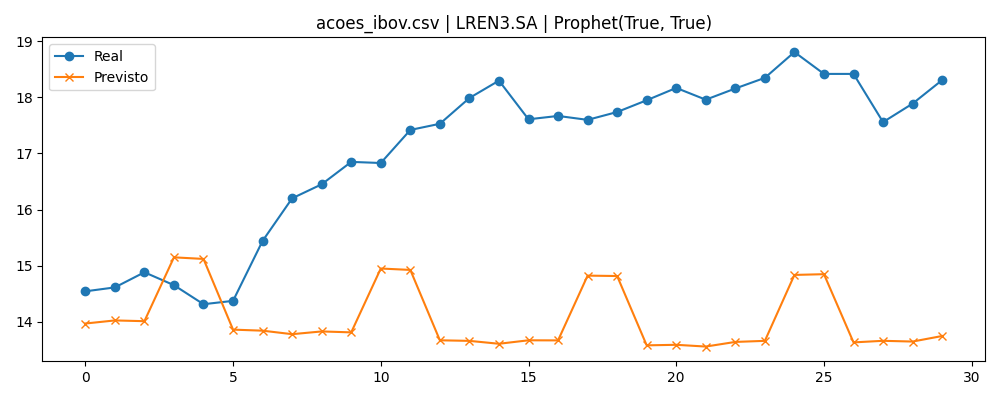 acoes_ibov.csv | LREN3.SA | Prophet(True, True)
Real
Previsto
19
18
17
16
15
14
0 5 10 15 20 25 30